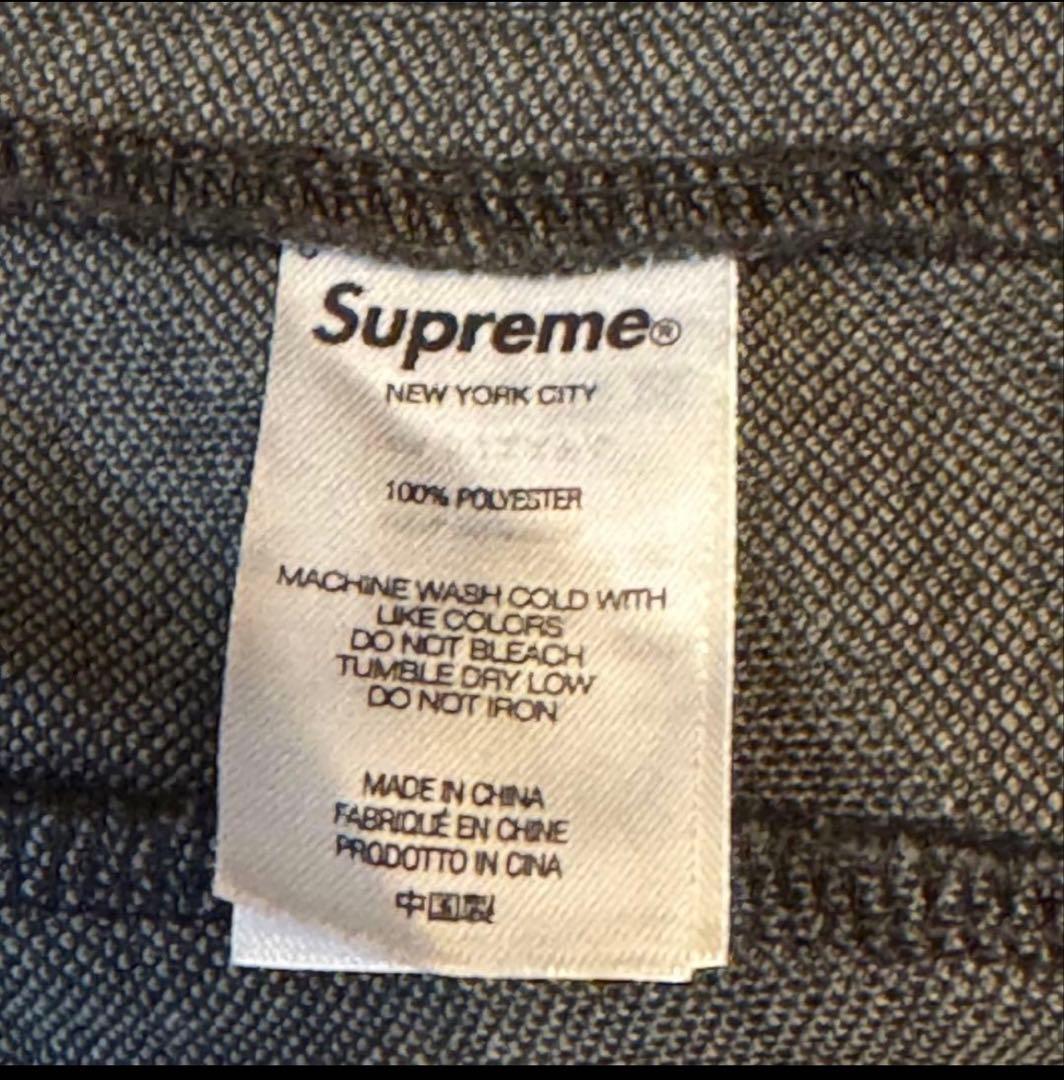 Supreme®
NEW YORK CITY
100% POLYESTER
MACHINE WASH COLD WITH
LIKE COLORS
DO NOT BLEACH
TUMBLE DRY LOW
DO NOT IRON
MADE IN CHINA
FABRIQUÉ EN CHINE
PRODOTTO IN CINA
中国製